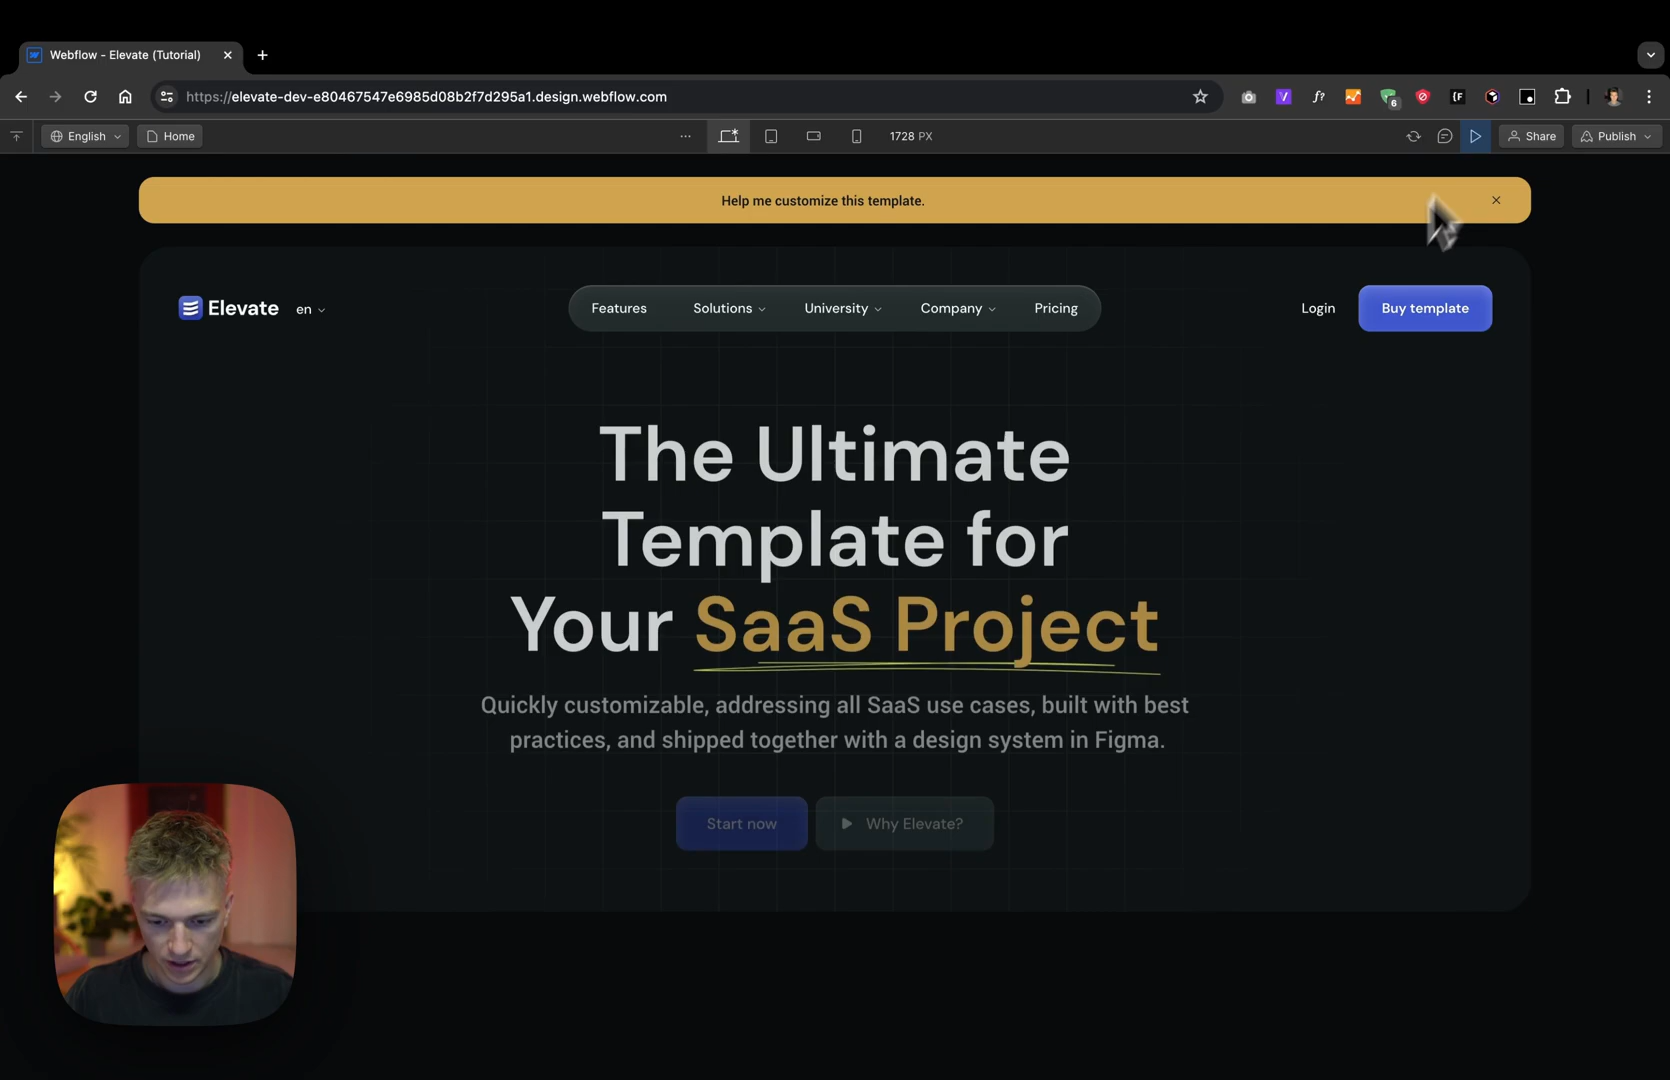 Webflow - Elevate (Tutorial)
https://elevate-dev-e80467547e6985d08b2f7d295a1.design.webflow.com
6
f?
{F
English
Home
1728 PX
Share
Publish
Help me customize this template.
Elevate
en
Features
Solutions
University
Company
Pricing
Login
Buy template
The Ultimate
Template for
Your SaaS Project
Quickly customizable, addressing all SaaS use cases, built with best
practices, and shipped together with a design system in Figma.
Start now
Why Elevate?